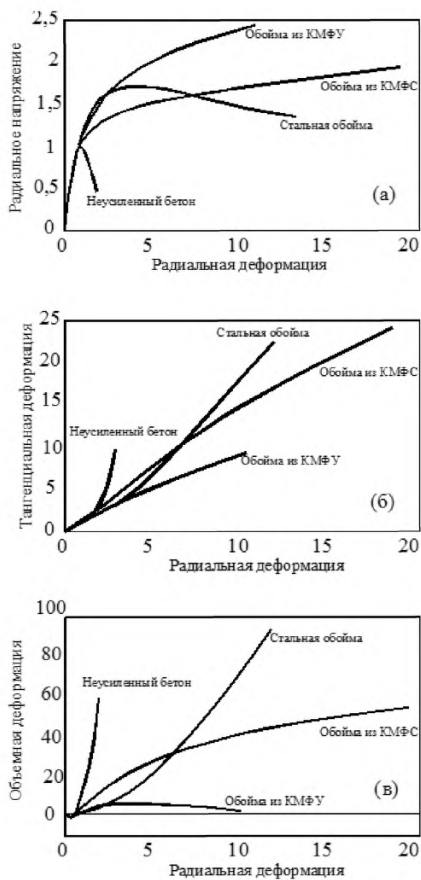 2,5
Обойма из КМФУ
2
Обойма из КМФС
1,5
Стальная обойма
1
0,5
Неусиленный бетон
(а)
0
Радиальное напряжение
0 5 10 15 20
Радиальная деформация
25
Стальная обойма
20
Обойма из КМФС
15
Неусиленный бетон
10
Обойма из КМФУ
5
(б)
0
Тангенциальная деформация
0 5 10 15 20
Радиальная деформация
100
Стальная обойма
80
Неусиленный бетон
60
Обойма из КМФС
40
20
Обойма из КМФУ
(в)
0
Объемная деформация
0 5 10 15 20
Радиальная деформация